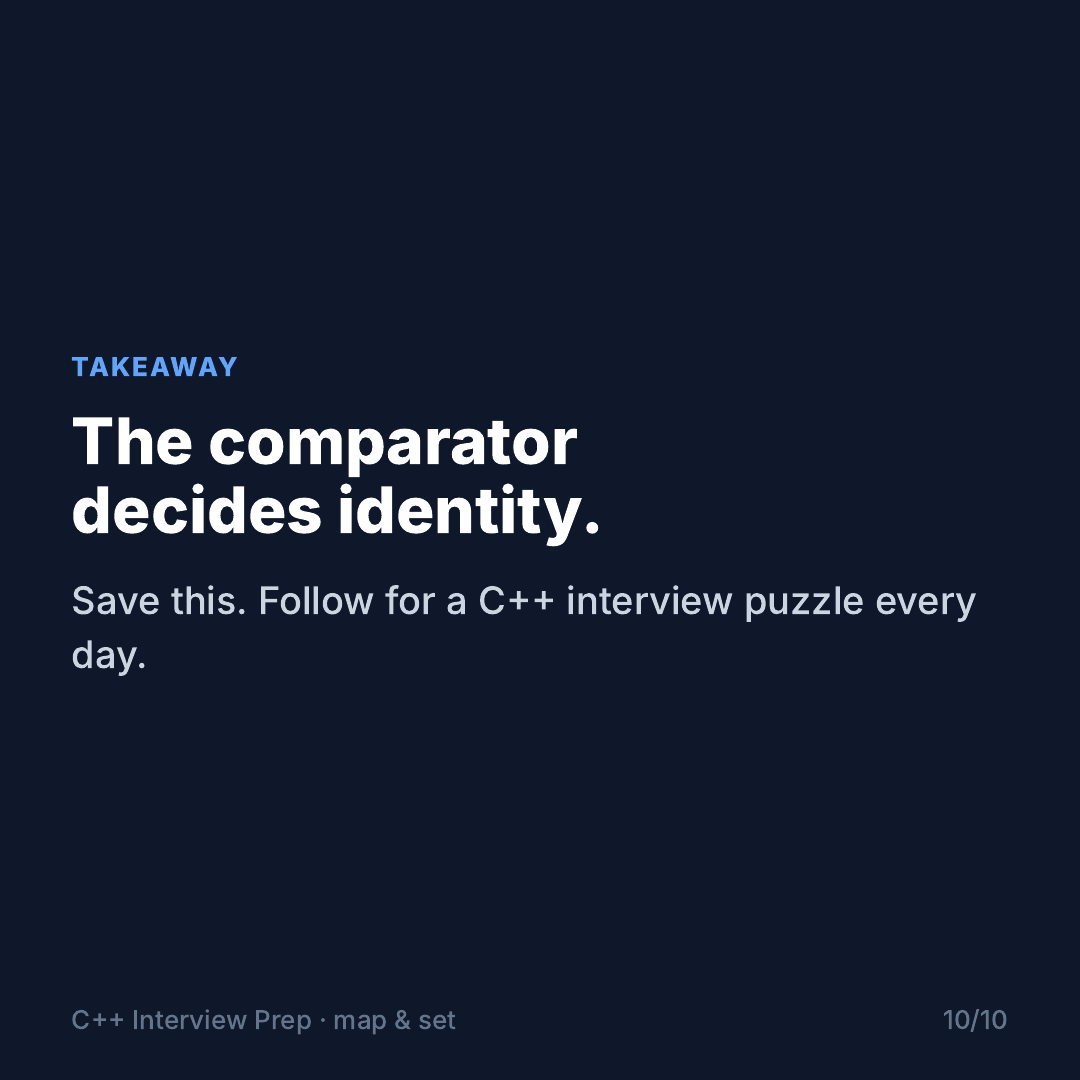 TAKEAWAY
The comparator
decides identity.
Save this. Follow for a C++ interview puzzle every
day.
C++ Interview Prep · map & set
10/10